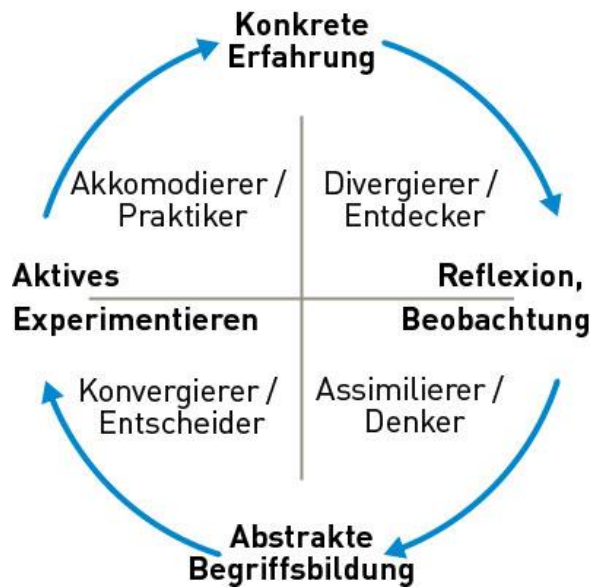 Konkrete
Erfahrung
Akkomodierer /
Praktiker
Divergierer /
Entdecker
Aktives
Experimentieren
Reflexion,
Beobachtung
Konvergierer /
Entscheider
Assimilierer /
Denker
Abstrakte
Begriffsbildung